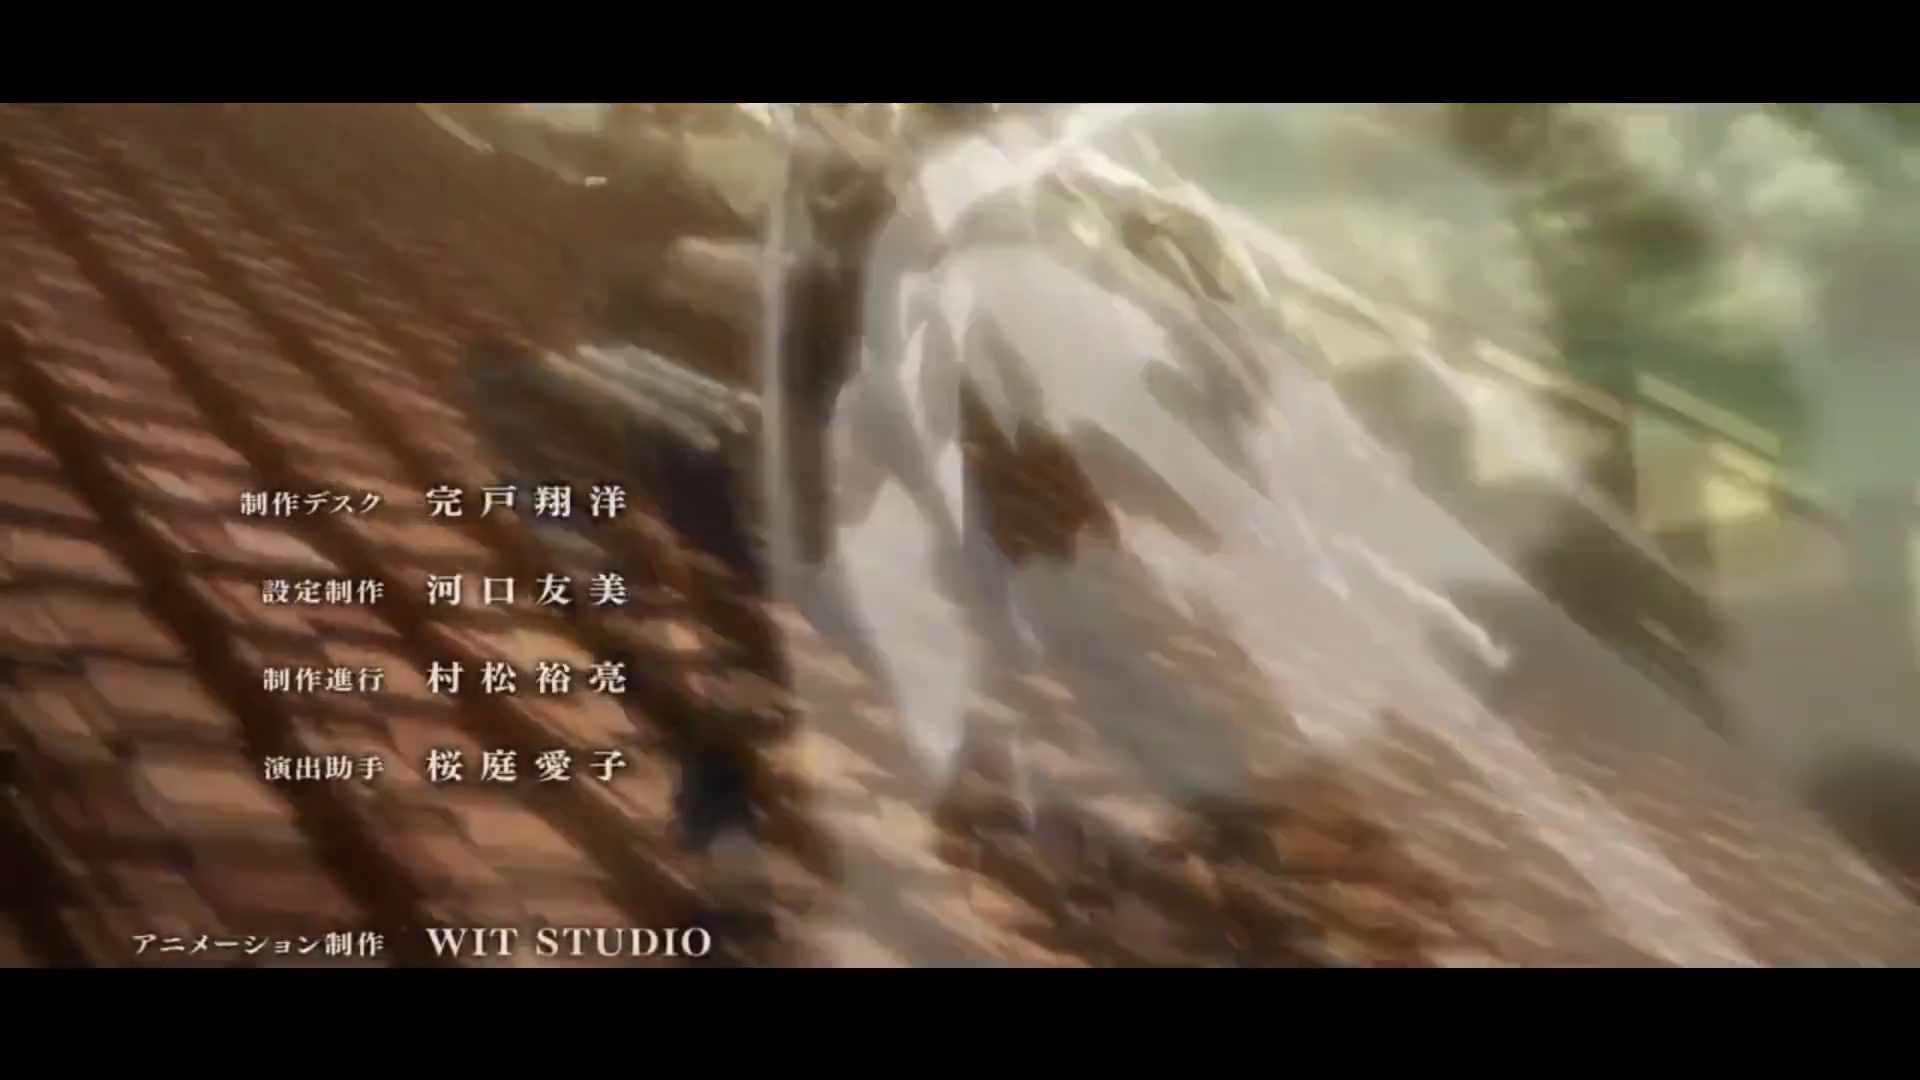 制作デスク 宍戸翔洋
設定制作 河口友美
制作進行 村松裕亮
演出助手 桜庭愛子
アニメーション制作 WIT STUDIO